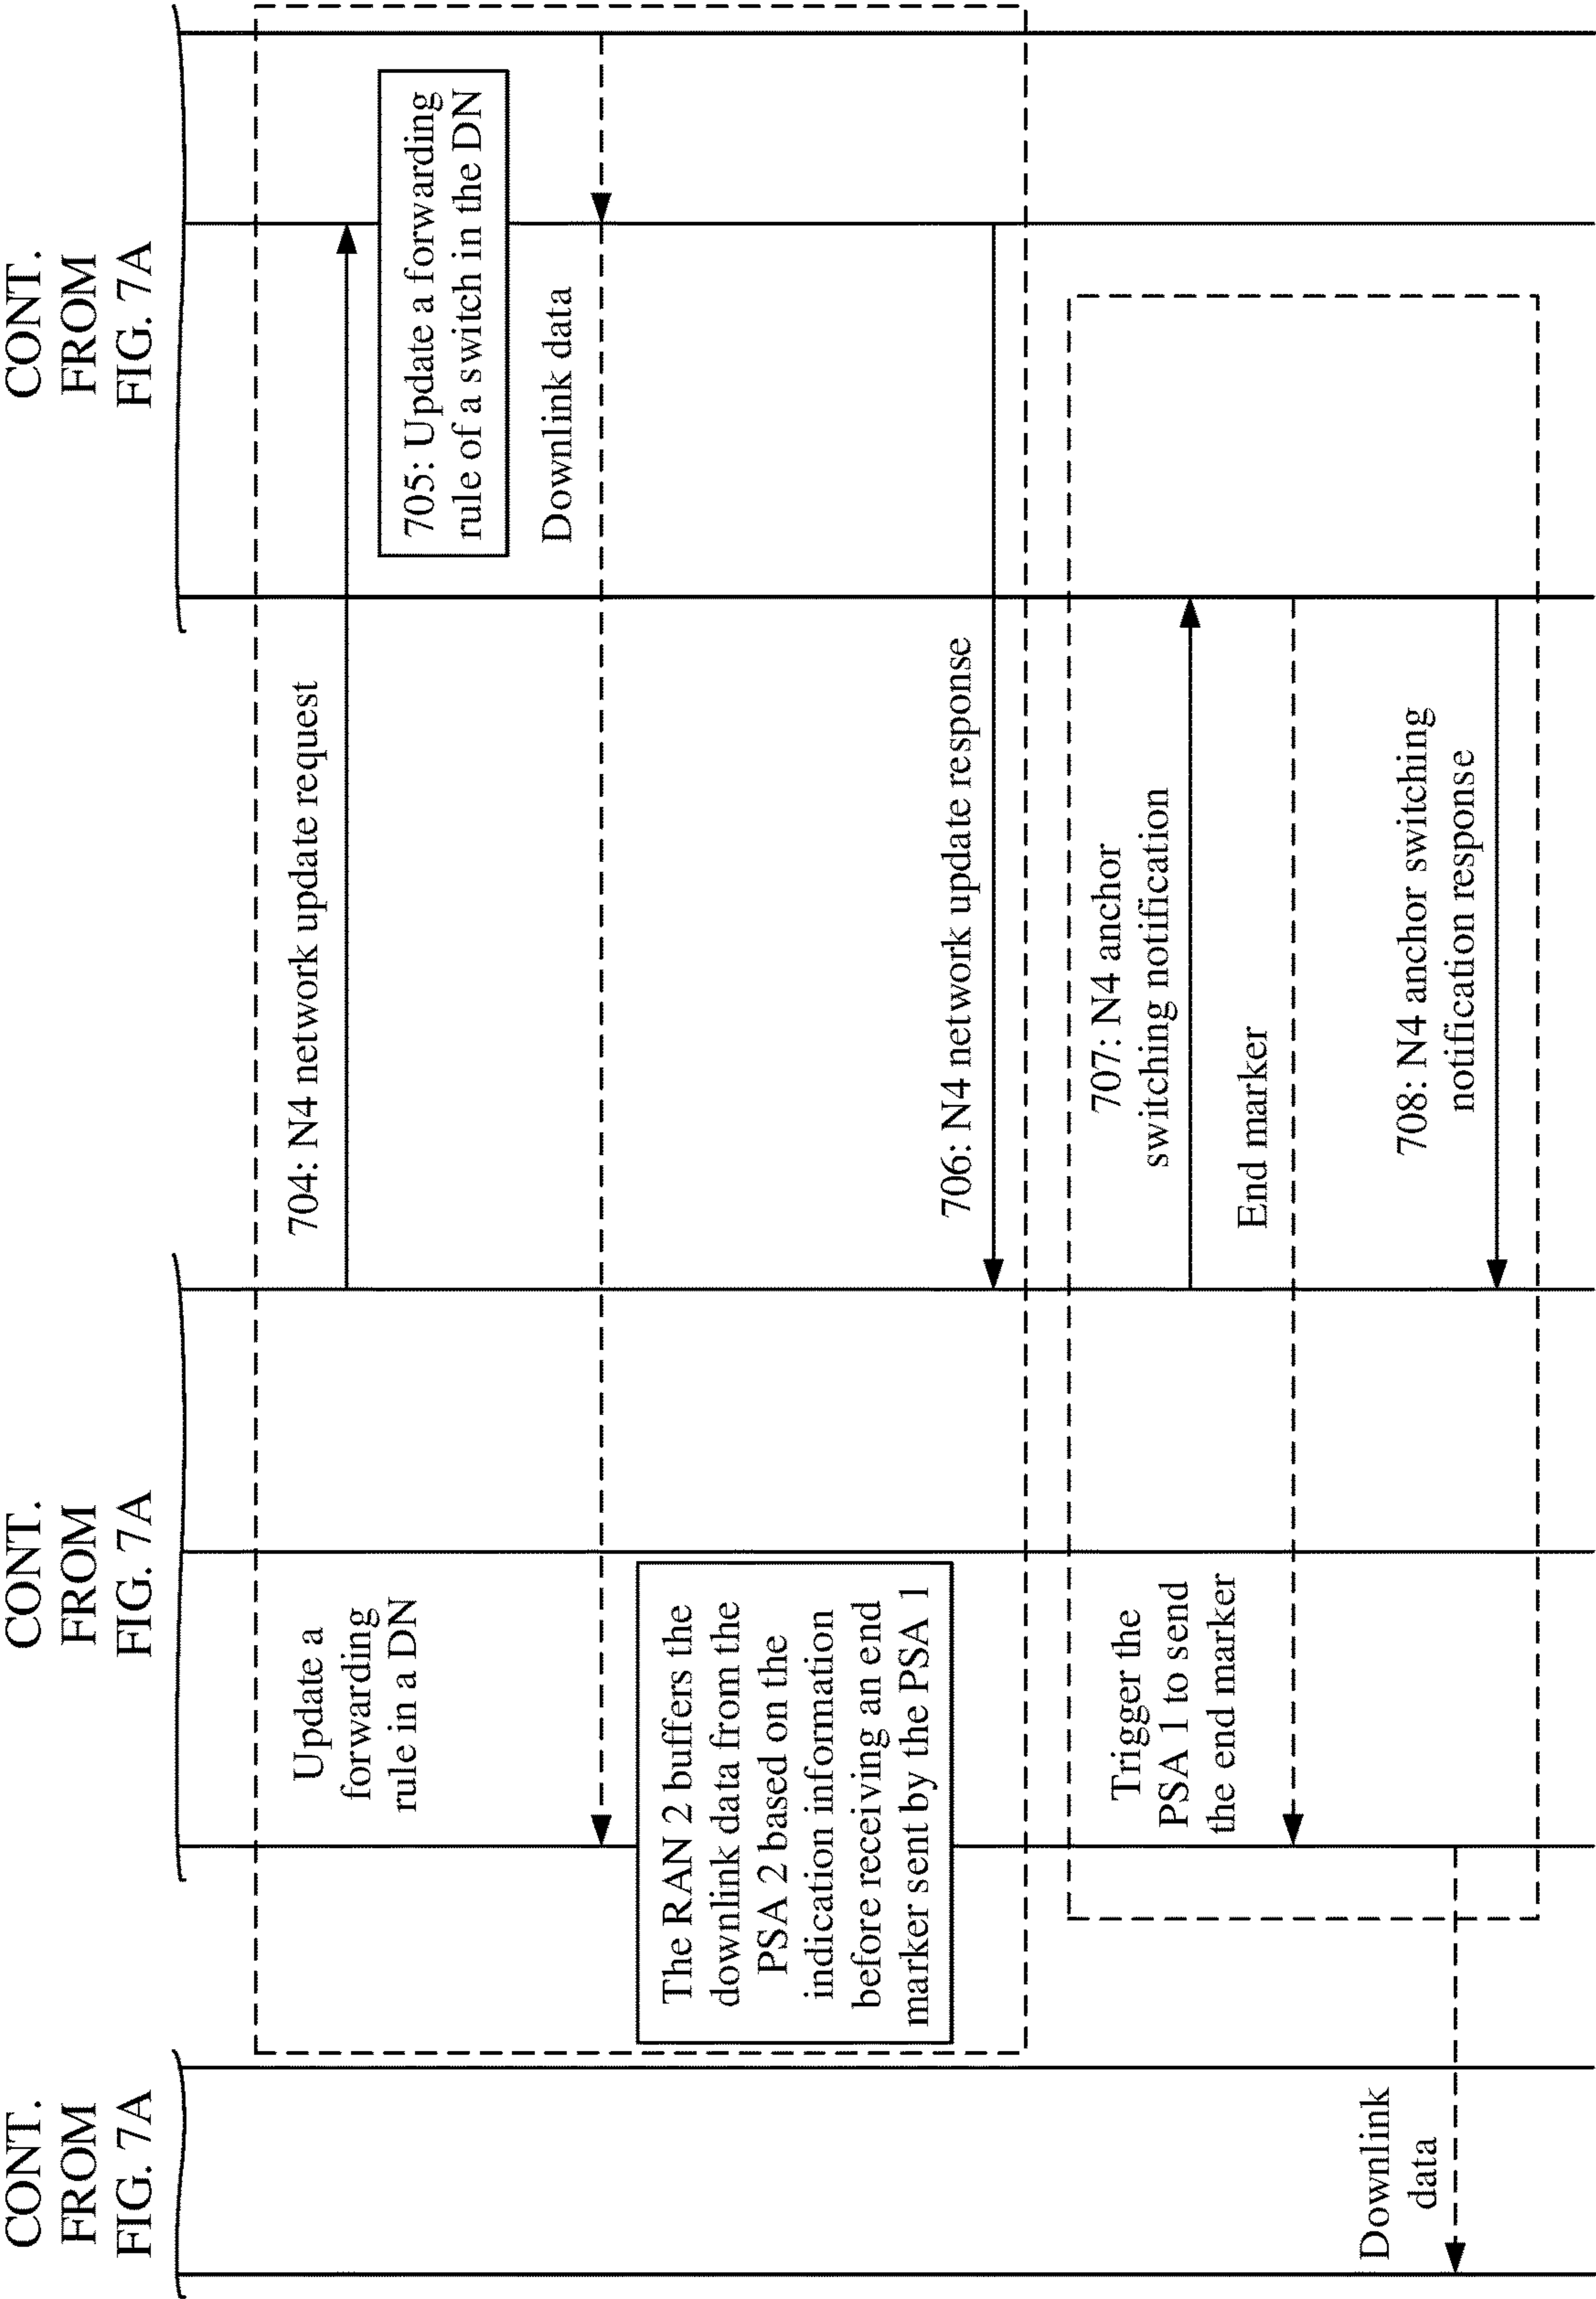 CONT.
FROM
FIG. 7A
CONT.
FROM
FIG. 7A
CONT.
FROM
FIG. 7A
Update a
forwarding
rule in a DN
704: N4 network update request
705: Update a forwarding
rule of a switch in the DN
Downlink data
The RAN 2 buffers the
downlink data from the
PSA 2 based on the
indication information
before receiving an end
marker sent by the PSA 1
706: N4 network update response
Trigger the
PSA 1 to send
the end marker
707: N4 anchor
switching notification
End marker
Downlink
data
708: N4 anchor switching
notification response